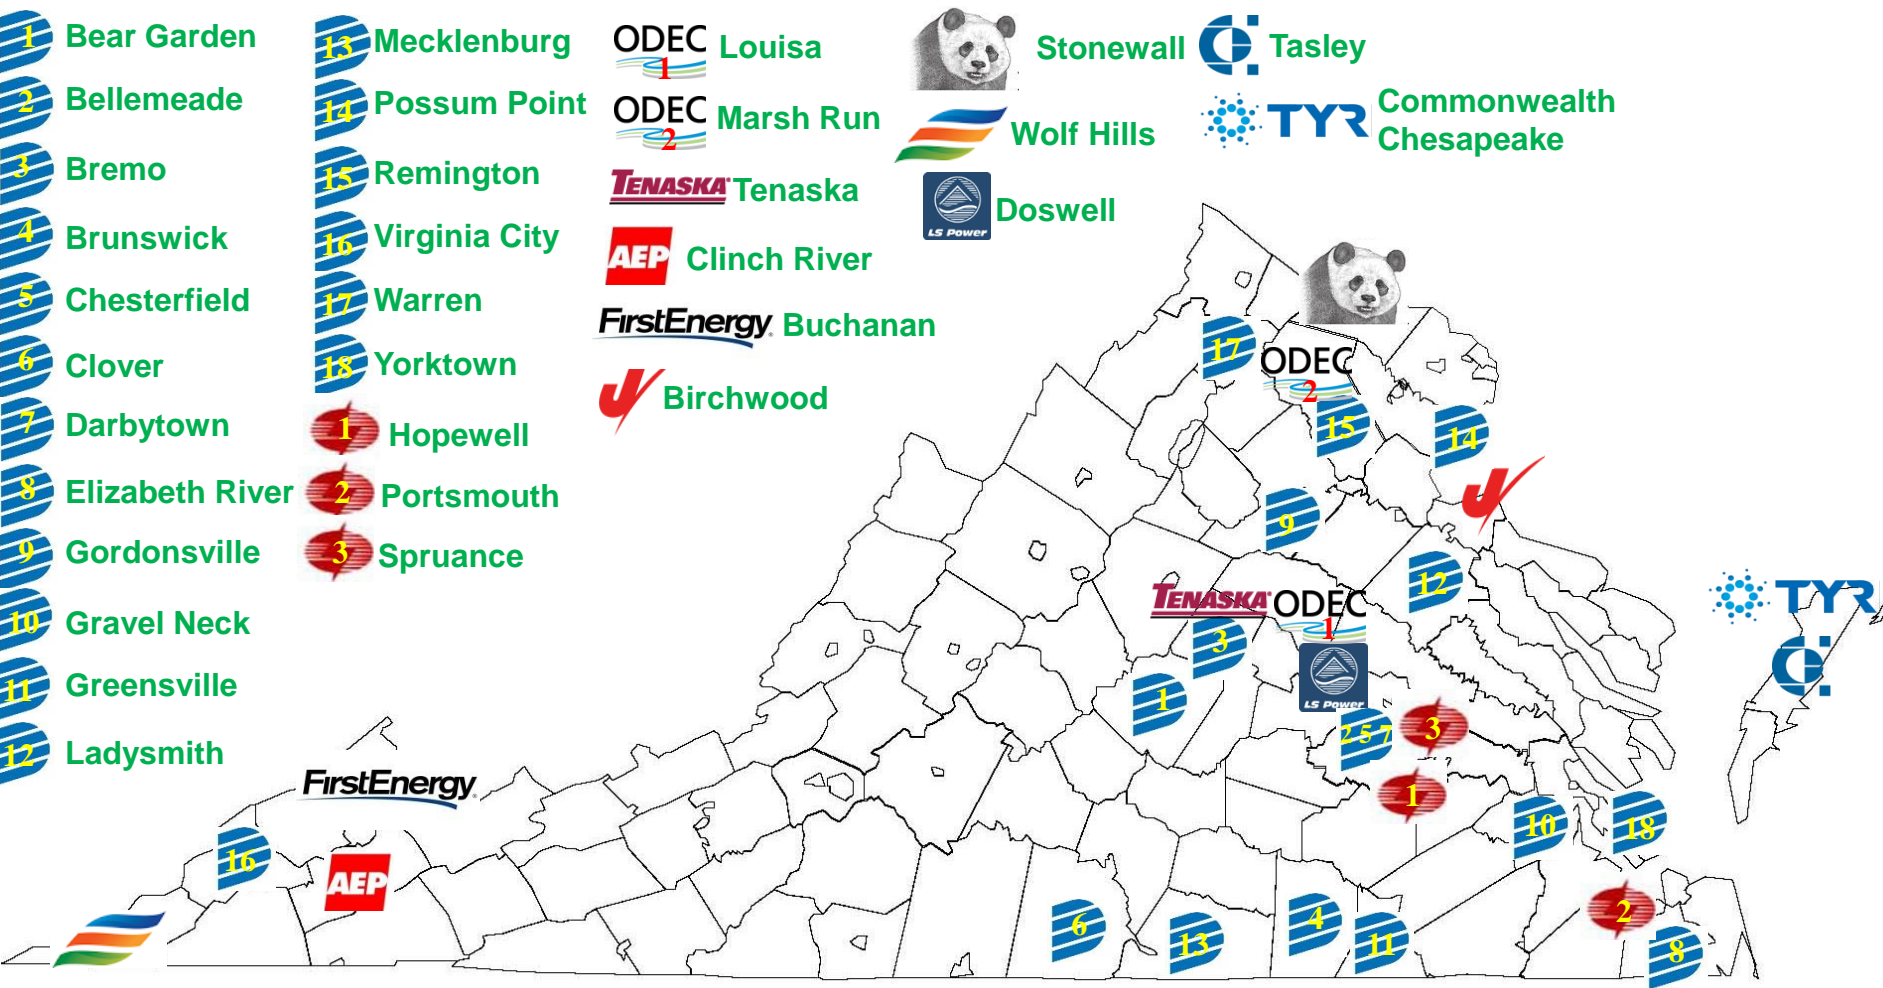 1 Bear Garden
2 Bellemeade
3 Bremo
4 Brunswick
5 Chesterfield
6 Clover
7 Darbytown
8 Elizabeth River
9 Gordonsville
10 Gravel Neck
11 Greensville
12 Ladysmith
13 Mecklenburg
14 Possum Point
15 Remington
16 Virginia City
17 Warren
18 Yorktown
1 Hopewell
2 Portsmouth
3 Spruance
ODEC 1 Louisa
ODEC 2 Marsh Run
TENASKA Tenaska
AEP Clinch River
FirstEnergy Buchanan
Birchwood
Stonewall
Wolf Hills
LS Power Doswell
Tasley
TYR Commonwealth
Chesapeake
17
ODEC
2
15
14
9
12
TENASKA
ODEC
1
3
LS Power
1
2 5 7
3
1
TYR
FirstEnergy
16
AEP
10
18
6
13
4
11
2
8